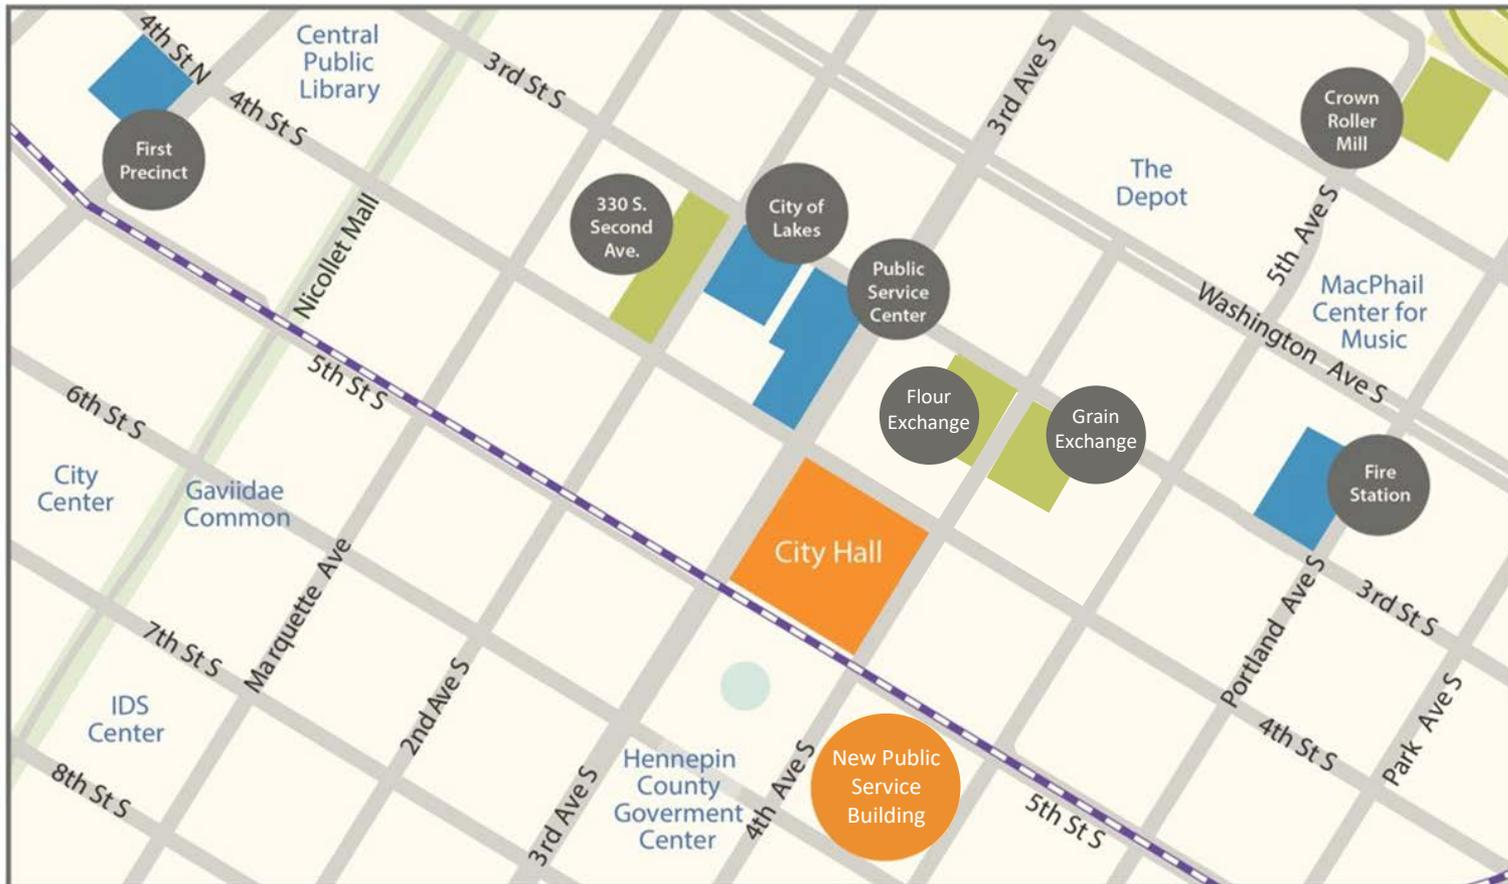 4th St N
Central
Public
Library
3rd St S
3rd Ave S
4th St S
First
Precinct
Crown
Roller
Mill
The
Depot
330 S.
Second
Ave.
City of
Lakes
Nicollet Mall
5th Ave S
Public
Service
Center
MacPhail
Center for
Music
Washington Ave S
5th St S
6th St S
Flour
Exchange
Grain
Exchange
City
Center
Gaviidae
Common
Fire
Station
City Hall
Marquette Ave
3rd St S
Portland Ave S
7th St S
2nd Ave S
Park Ave S
IDS
Center
4th St S
8th St S
Hennepin
County
Goverment
Center
3rd Ave S
4th Ave S
New Public
Service
Building
5th St S